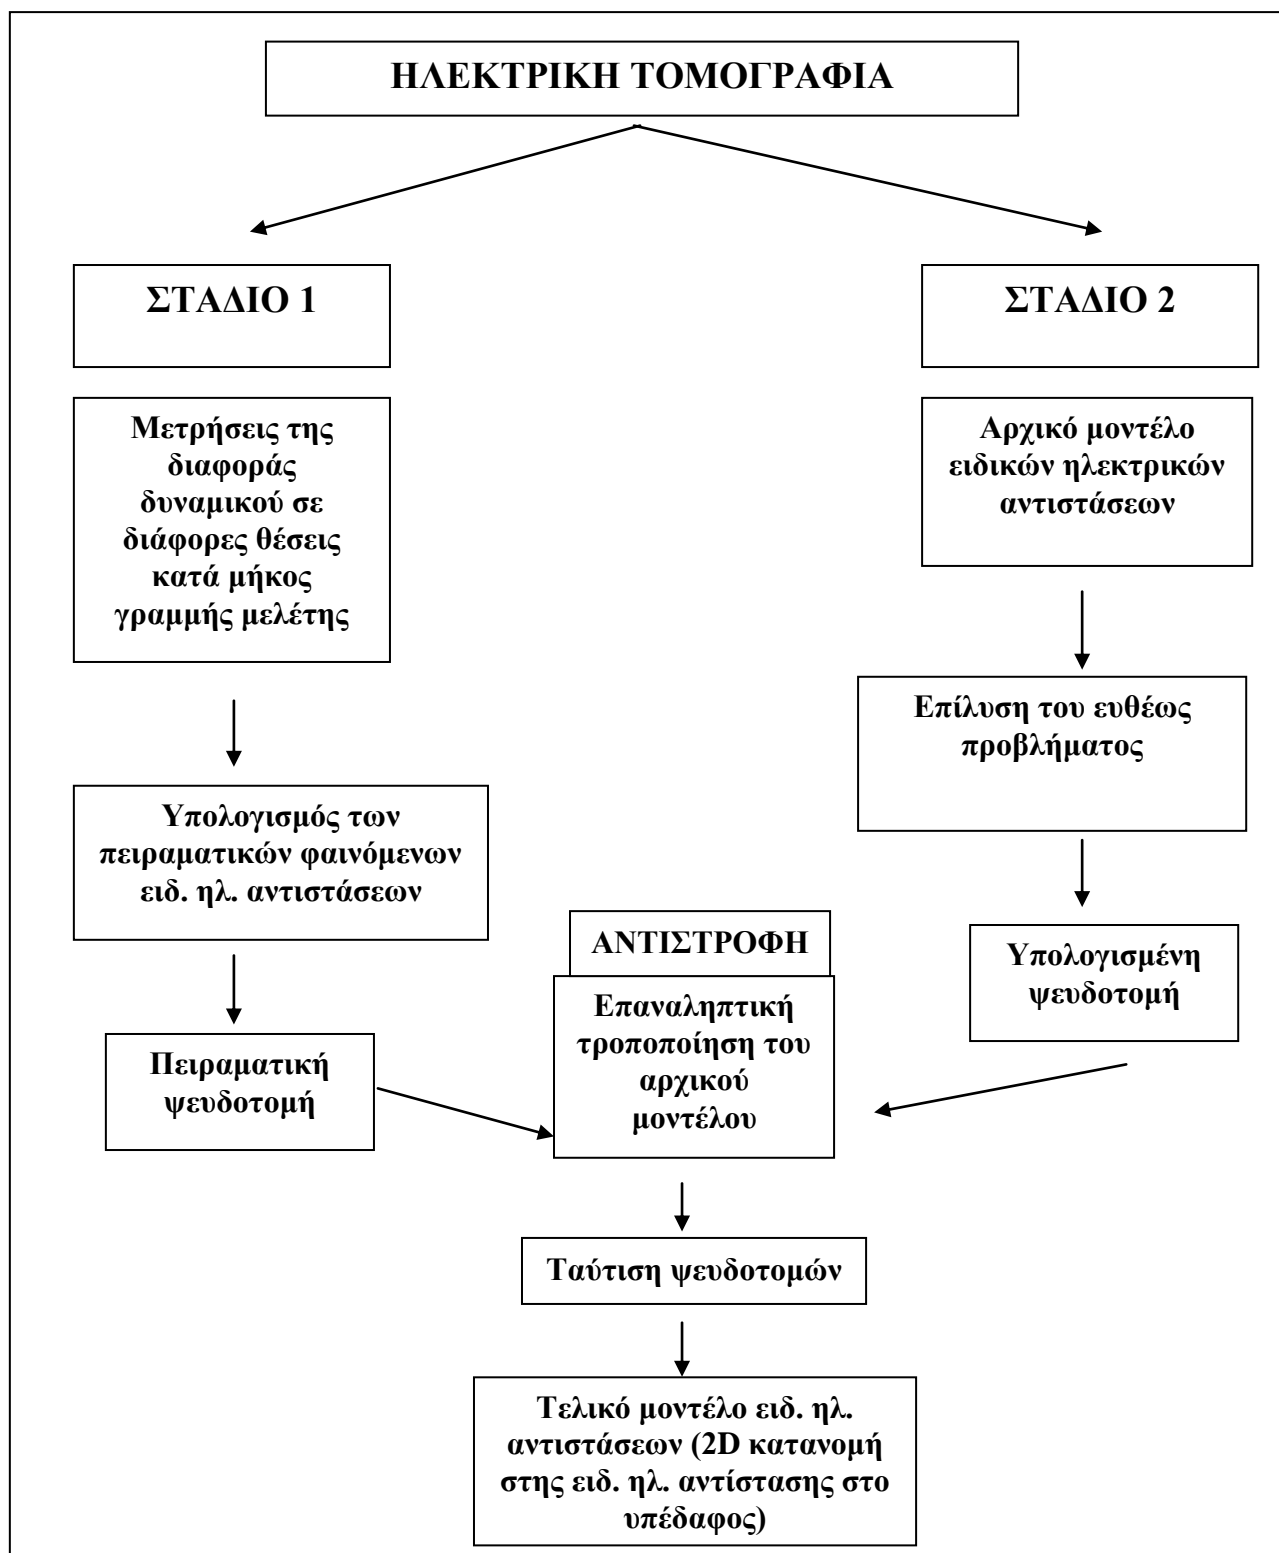 ΗΛΕΚΤΡΙΚΗ ΤΟΜΟΓΡΑΦΙΑ
ΣΤΑΔΙΟ 1
Μετρήσεις της
διαφοράς
δυναμικού σε
διάφορες θέσεις
κατά μήκος
γραμμής μελέτης
Υπολογισμός των
πειραματικών φαινόμενων
ειδ. ηλ. αντιστάσεων
Πειραματική
ψευδοτομή
ΣΤΑΔΙΟ 2
Αρχικό μοντέλο
ειδικών ηλεκτρικών
αντιστάσεων
Επίλυση του ευθέως
προβλήματος
Υπολογισμένη
ψευδοτομή
ΑΝΤΙΣΤΡΟΦΗ
Επαναληπτική
τροποποίηση του
αρχικού
μοντέλου
Ταύτιση ψευδοτομών
Τελικό μοντέλο ειδ. ηλ.
αντιστάσεων (2D κατανομή
στης ειδ. ηλ. αντίστασης στο
υπέδαφος)